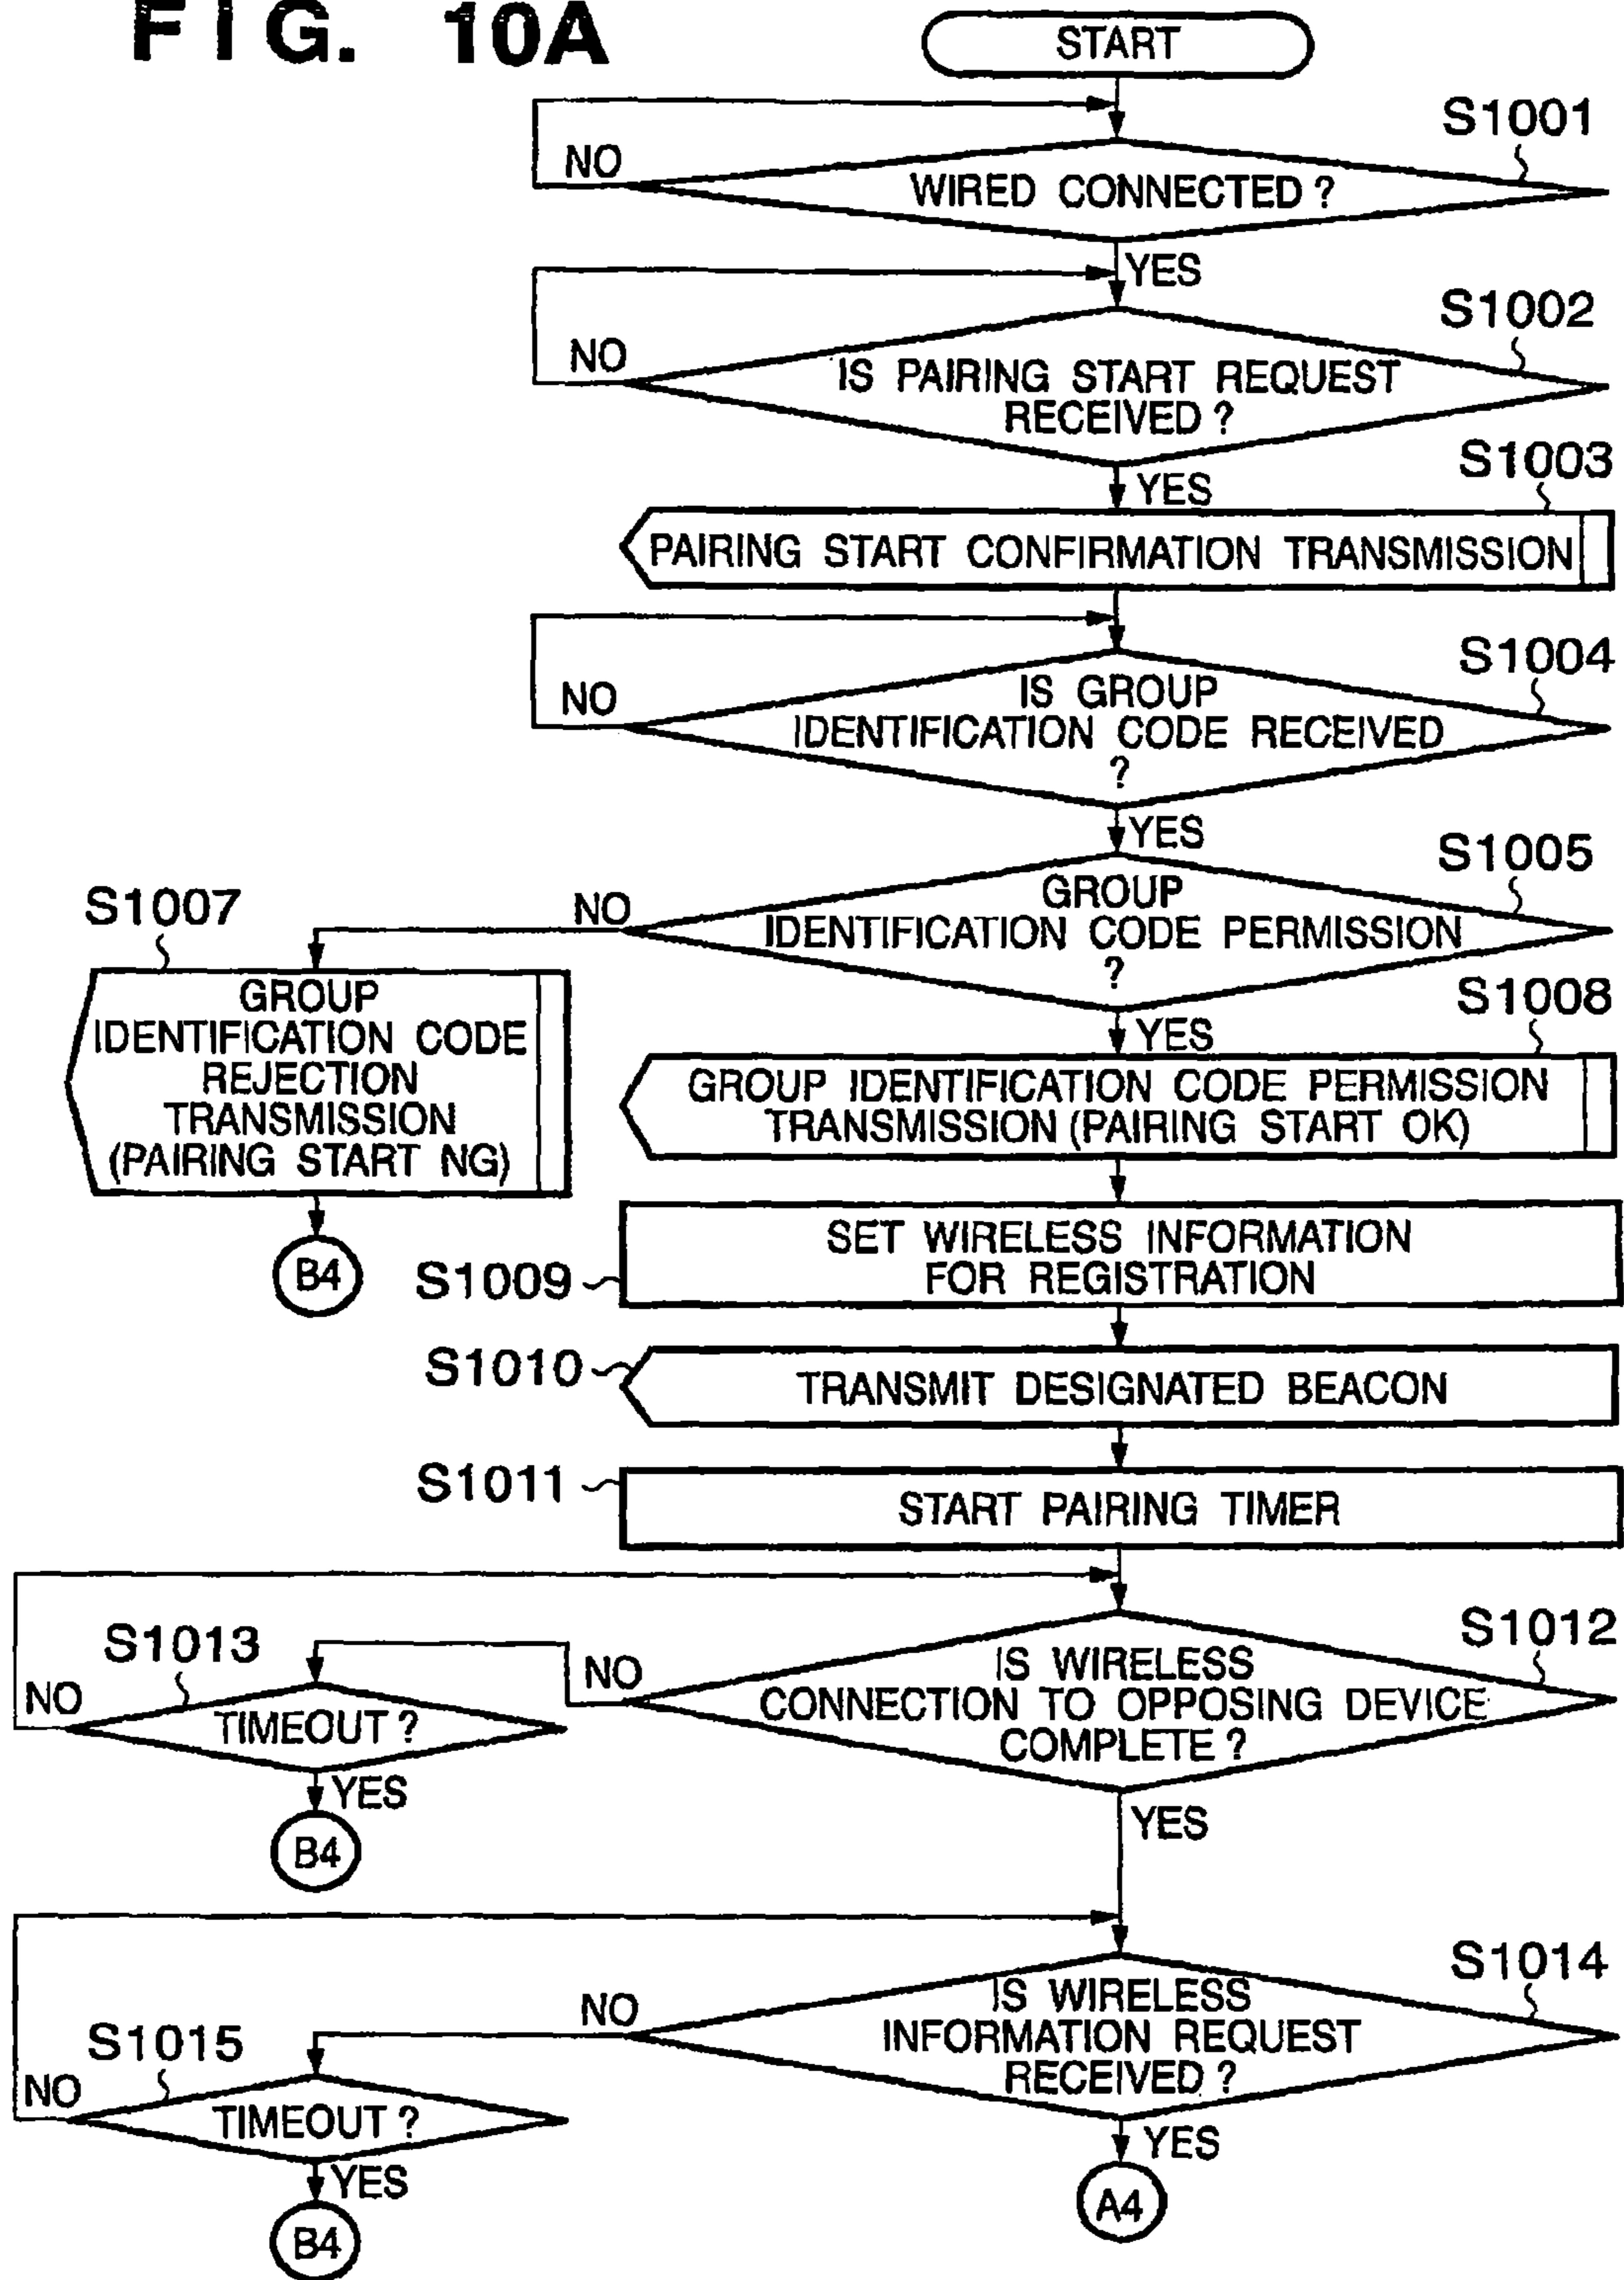 FIG. 10A
START
S1001
NO
WIRED CONNECTED ?
YES
S1002
NO
IS PAIRING START REQUEST
RECEIVED ?
YES
S1003
PAIRING START CONFIRMATION TRANSMISSION
S1004
NO
IS GROUP
IDENTIFICATION CODE RECEIVED
?
YES
S1005
NO
GROUP
IDENTIFICATION CODE PERMISSION
?
YES
S1007
GROUP
IDENTIFICATION CODE
REJECTION
TRANSMISSION
(PAIRING START NG)
B4
S1008
GROUP IDENTIFICATION CODE PERMISSION
TRANSMISSION (PAIRING START OK)
SET WIRELESS INFORMATION
FOR REGISTRATION
S1009
S1010
TRANSMIT DESIGNATED BEACON
S1011
START PAIRING TIMER
S1012
NO
IS WIRELESS
CONNECTION TO OPPOSING DEVICE
COMPLETE ?
YES
S1013
NO
TIMEOUT ?
YES
B4
S1014
NO
IS WIRELESS
INFORMATION REQUEST
RECEIVED ?
YES
A4
S1015
NO
TIMEOUT ?
YES
B4